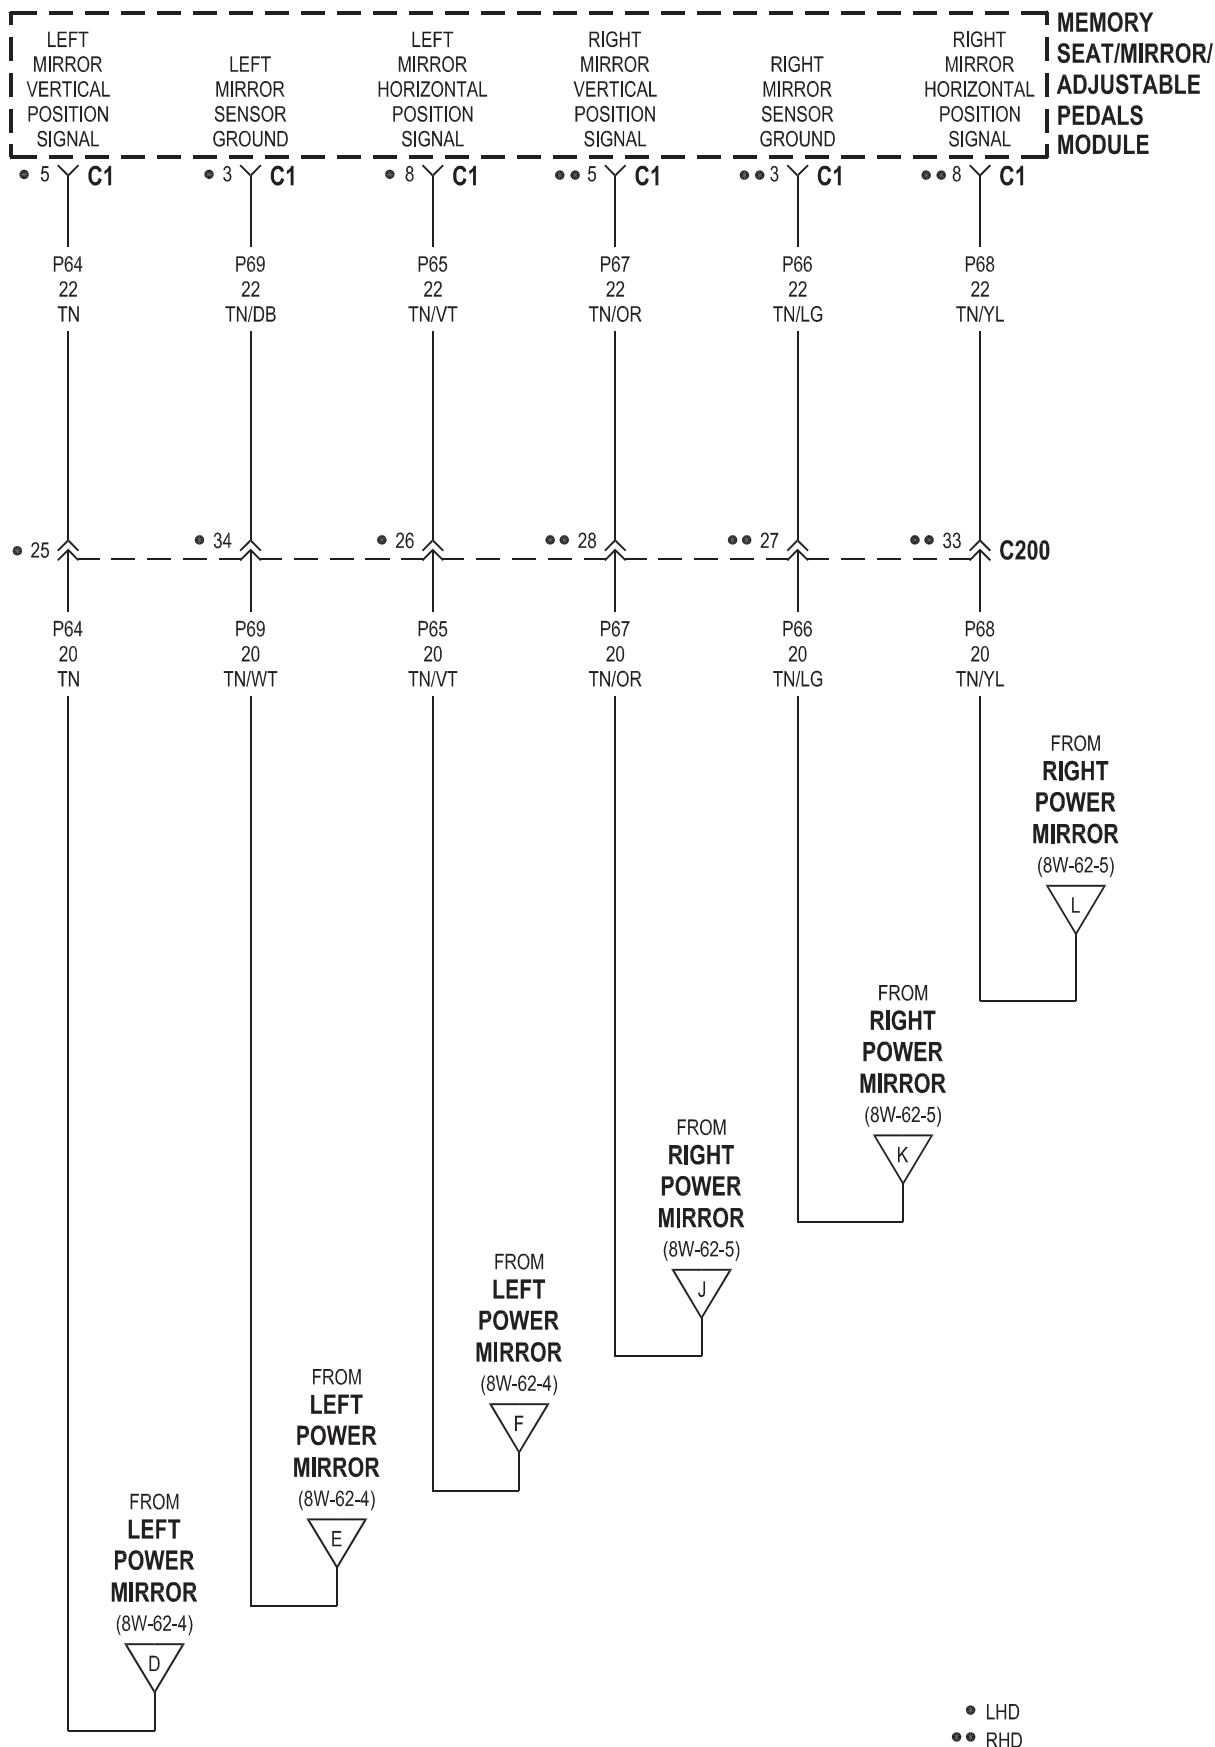 LEFT
MIRROR
VERTICAL
POSITION
SIGNAL
LEFT
MIRROR
SENSOR
GROUND
LEFT
MIRROR
HORIZONTAL
POSITION
SIGNAL
RIGHT
MIRROR
VERTICAL
POSITION
SIGNAL
RIGHT
MIRROR
SENSOR
GROUND
RIGHT
MIRROR
HORIZONTAL
POSITION
SIGNAL
MEMORY
SEAT/MIRROR/
ADJUSTABLE
PEDALS
MODULE
• 5 C1
• 3 C1
• 8 C1
•• 5 C1
•• 3 C1
•• 8 C1
P64
22
TN
P69
22
TN/DB
P65
22
TN/VT
P67
22
TN/OR
P66
22
TN/LG
P68
22
TN/YL
• 25
• 34
• 26
•• 28
•• 27
•• 33
C200
P64
20
TN
P69
20
TN/WT
P65
20
TN/VT
P67
20
TN/OR
P66
20
TN/LG
P68
20
TN/YL
FROM
RIGHT
POWER
MIRROR
(8W-62-5)
L
FROM
RIGHT
POWER
MIRROR
(8W-62-5)
K
FROM
RIGHT
POWER
MIRROR
(8W-62-5)
J
FROM
LEFT
POWER
MIRROR
(8W-62-4)
F
FROM
LEFT
POWER
MIRROR
(8W-62-4)
E
FROM
LEFT
POWER
MIRROR
(8W-62-4)
D
• LHD
•• RHD